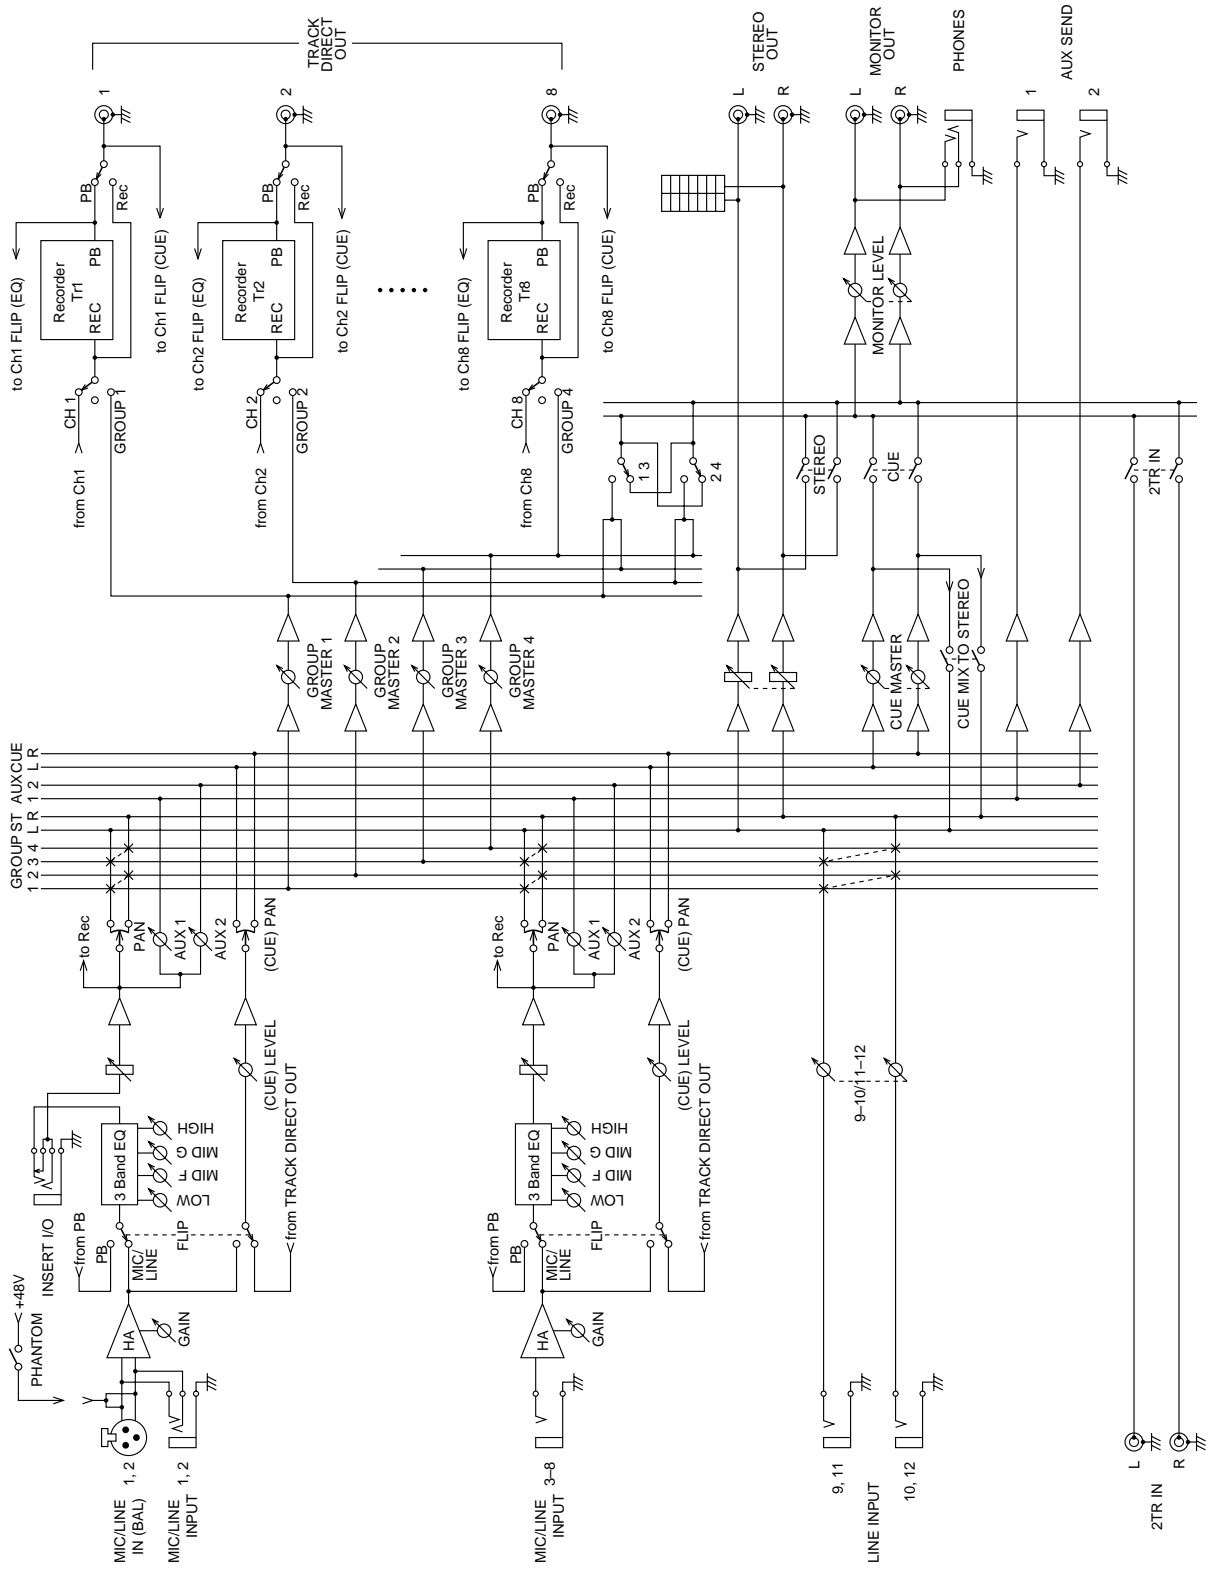 MIC/LINE
IN (BAL)
1, 2
MIC/LINE
INPUT
1, 2
PHANTOM
+48V
HA
GAIN
INSERT I/O
from PB
PB
MIC/
LINE
FLIP
3 Band EQ
LOW
MID F
MID G
HIGH
from TRACK DIRECT OUT
(CUE) LEVEL
to Rec
PAN
AUX 1
AUX 2
(CUE) PAN
MIC/LINE
INPUT
3–8
HA
GAIN
from PB
PB
MIC/
LINE
FLIP
3 Band EQ
LOW
MID F
MID G
HIGH
from TRACK DIRECT OUT
(CUE) LEVEL
to Rec
PAN
AUX 1
AUX 2
(CUE) PAN
LINE INPUT
9, 11
10, 12
9–10/11–12
2TR IN
L
R
GROUP ST AUX CUE
1 2 3 4 L R 1 2 L R
GROUP
MASTER 1
GROUP
MASTER 2
GROUP
MASTER 3
GROUP
MASTER 4
CUE MASTER
CUE MIX TO STEREO
from Ch1
CH 1
GROUP 1
Recorder
Tr1
REC PB
to Ch1 FLIP (EQ)
PB
Rec
to Ch1 FLIP (CUE)
1
from Ch2
CH 2
GROUP 2
Recorder
Tr2
REC PB
to Ch2 FLIP (EQ)
PB
Rec
to Ch2 FLIP (CUE)
2
from Ch8
CH 8
GROUP 4
Recorder
Tr8
REC PB
to Ch8 FLIP (EQ)
PB
Rec
to Ch8 FLIP (CUE)
8
TRACK
DIRECT
OUT
1 3
2 4
STEREO
CUE
2TR IN
MONITOR LEVEL
L
R
STEREO
OUT
L
R
MONITOR
OUT
PHONES
1
2
AUX SEND